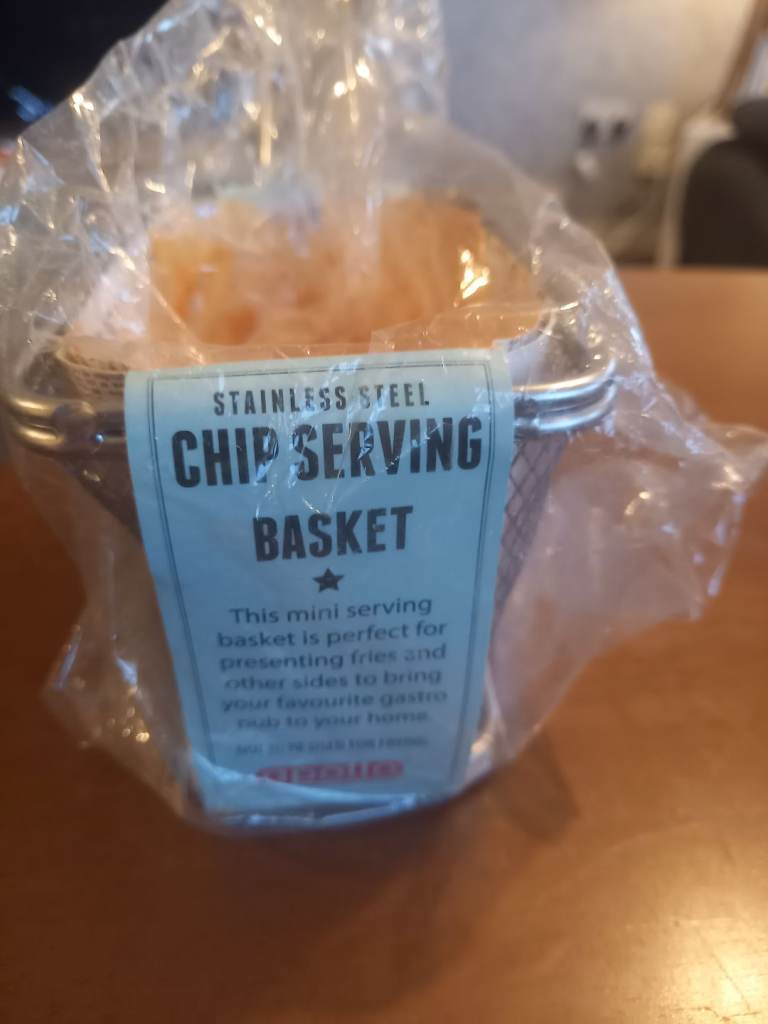 STAINLESS STEEL
CHIP SERVING
BASKET
This mini serving
basket is perfect for
presenting fries and
other sides to bring
your favourite gastro
pub to your home.